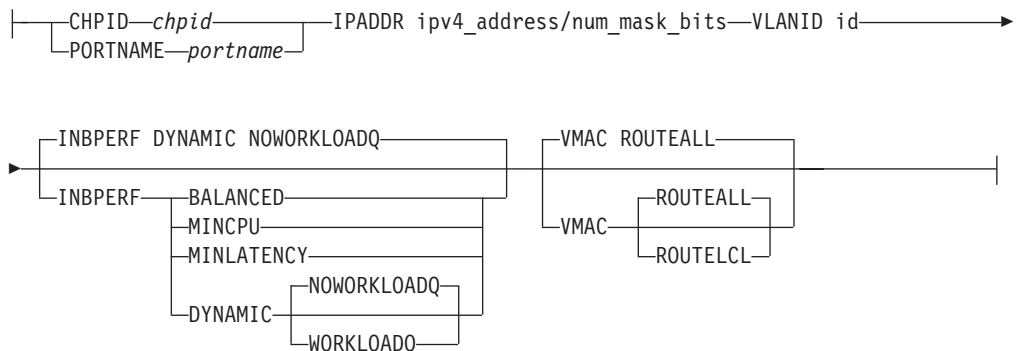 CHPID chpid IPADDR ipv4_address/num_mask_bits VLANID id
PORTNAME portname
INBPERF DYNAMIC NOWORKLOADQ VMAC ROUTEALL
INBPERF BALANCED ROUTEALL
MINCPU VMAC
MINLATENCY ROUTELCL
NOWORKLOADQ
DYNAMIC
WORKLOADQ